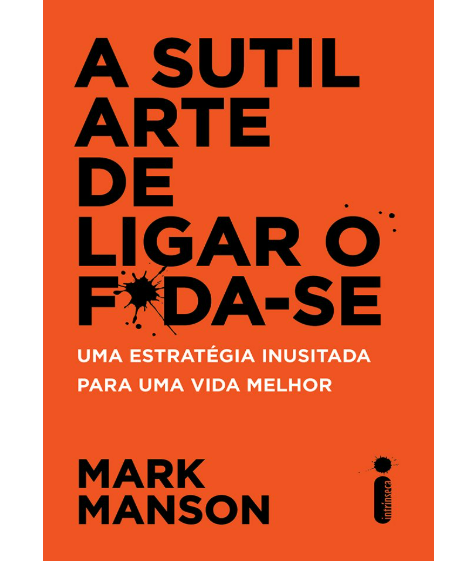 A SUTIL
ARTE
DE
LIGAR O
F*DA-SE
UMA ESTRATÉGIA INUSITADA
PARA UMA VIDA MELHOR
MARK
MANSON
intrínseca